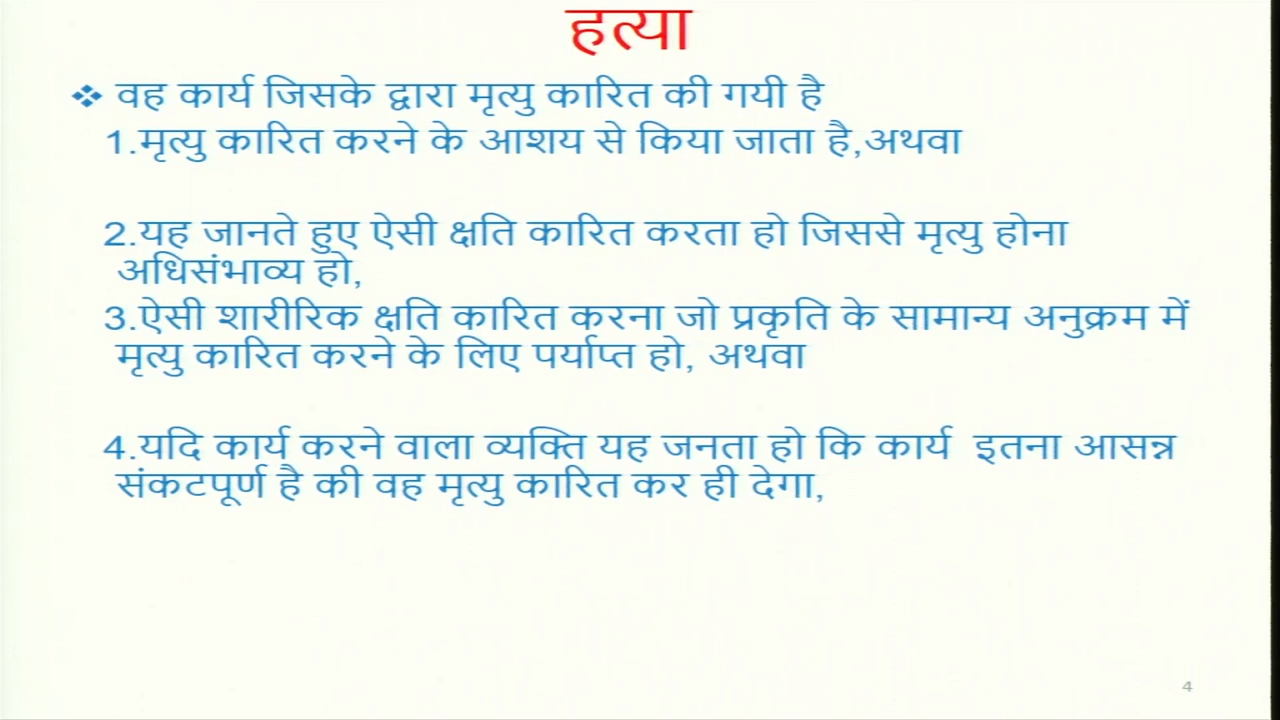 हत्या
❖ वह कार्य जिसके द्वारा मृत्यु कारित की गयी है
1.मृत्यु कारित करने के आशय से किया जाता है,अथवा
2.यह जानते हुए ऐसी क्षति कारित करता हो जिससे मृत्यु होना
अधिसंभाव्य हो,
3.ऐसी शारीरिक क्षति कारित करना जो प्रकृति के सामान्य अनुक्रम में
मृत्यु कारित करने के लिए पर्याप्त हो, अथवा
4.यदि कार्य करने वाला व्यक्ति यह जनता हो कि कार्य इतना आसन्न
संकटपूर्ण है की वह मृत्यु कारित कर ही देगा,
4